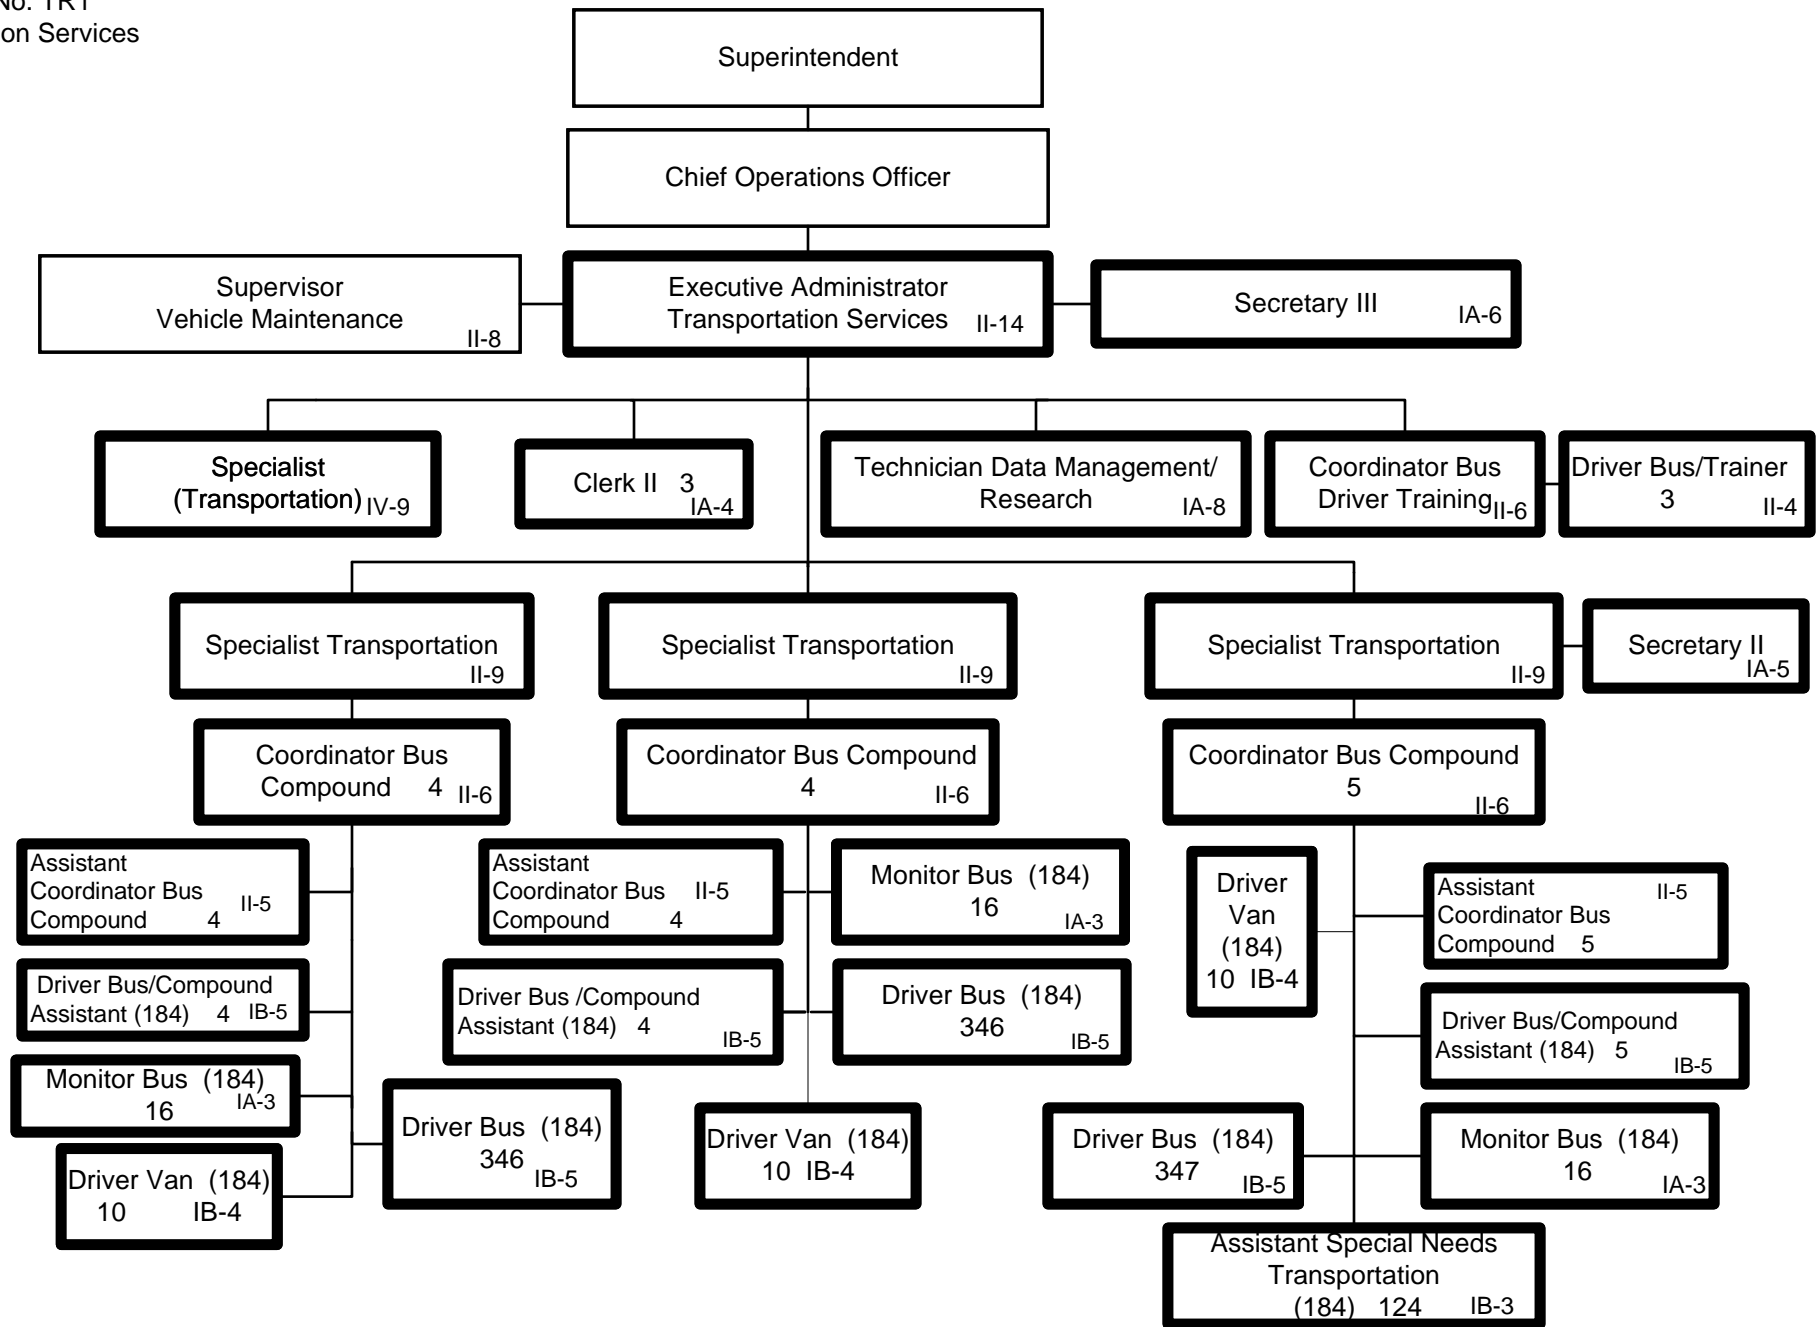 No. TR1
on Services
Superintendent
Chief Operations Officer
Supervisor
Vehicle Maintenance
II-8
Executive Administrator
Transportation Services II-14
Secretary III
IA-6
Specialist
(Transportation) IV-9
Clerk II 3
IA-4
Technician Data Management/
Research IA-8
Coordinator Bus
Driver Training II-6
Driver Bus/Trainer
3 II-4
Specialist Transportation
II-9
Specialist Transportation
II-9
Specialist Transportation
II-9
Secretary II
IA-5
Coordinator Bus
Compound 4 II-6
Coordinator Bus Compound
4 II-6
Coordinator Bus Compound
5
II-6
Assistant
Coordinator Bus II-5
Compound 4
Driver Bus/Compound
Assistant (184) 4 IB-5
Monitor Bus (184)
16 IA-3
Driver Van (184)
10 IB-4
Driver Bus (184)
346
IB-5
Assistant
Coordinator Bus II-5
Compound 4
Monitor Bus (184)
16
IA-3
Driver Bus /Compound
Assistant (184) 4
IB-5
Driver Bus (184)
346
IB-5
Driver Van (184)
10 IB-4
Driver
Van
(184)
10 IB-4
Assistant II-5
Coordinator Bus
Compound 5
Driver Bus/Compound
Assistant (184) 5
IB-5
Driver Bus (184)
347
IB-5
Monitor Bus (184)
16
IA-3
Assistant Special Needs
Transportation
(184) 124 IB-3